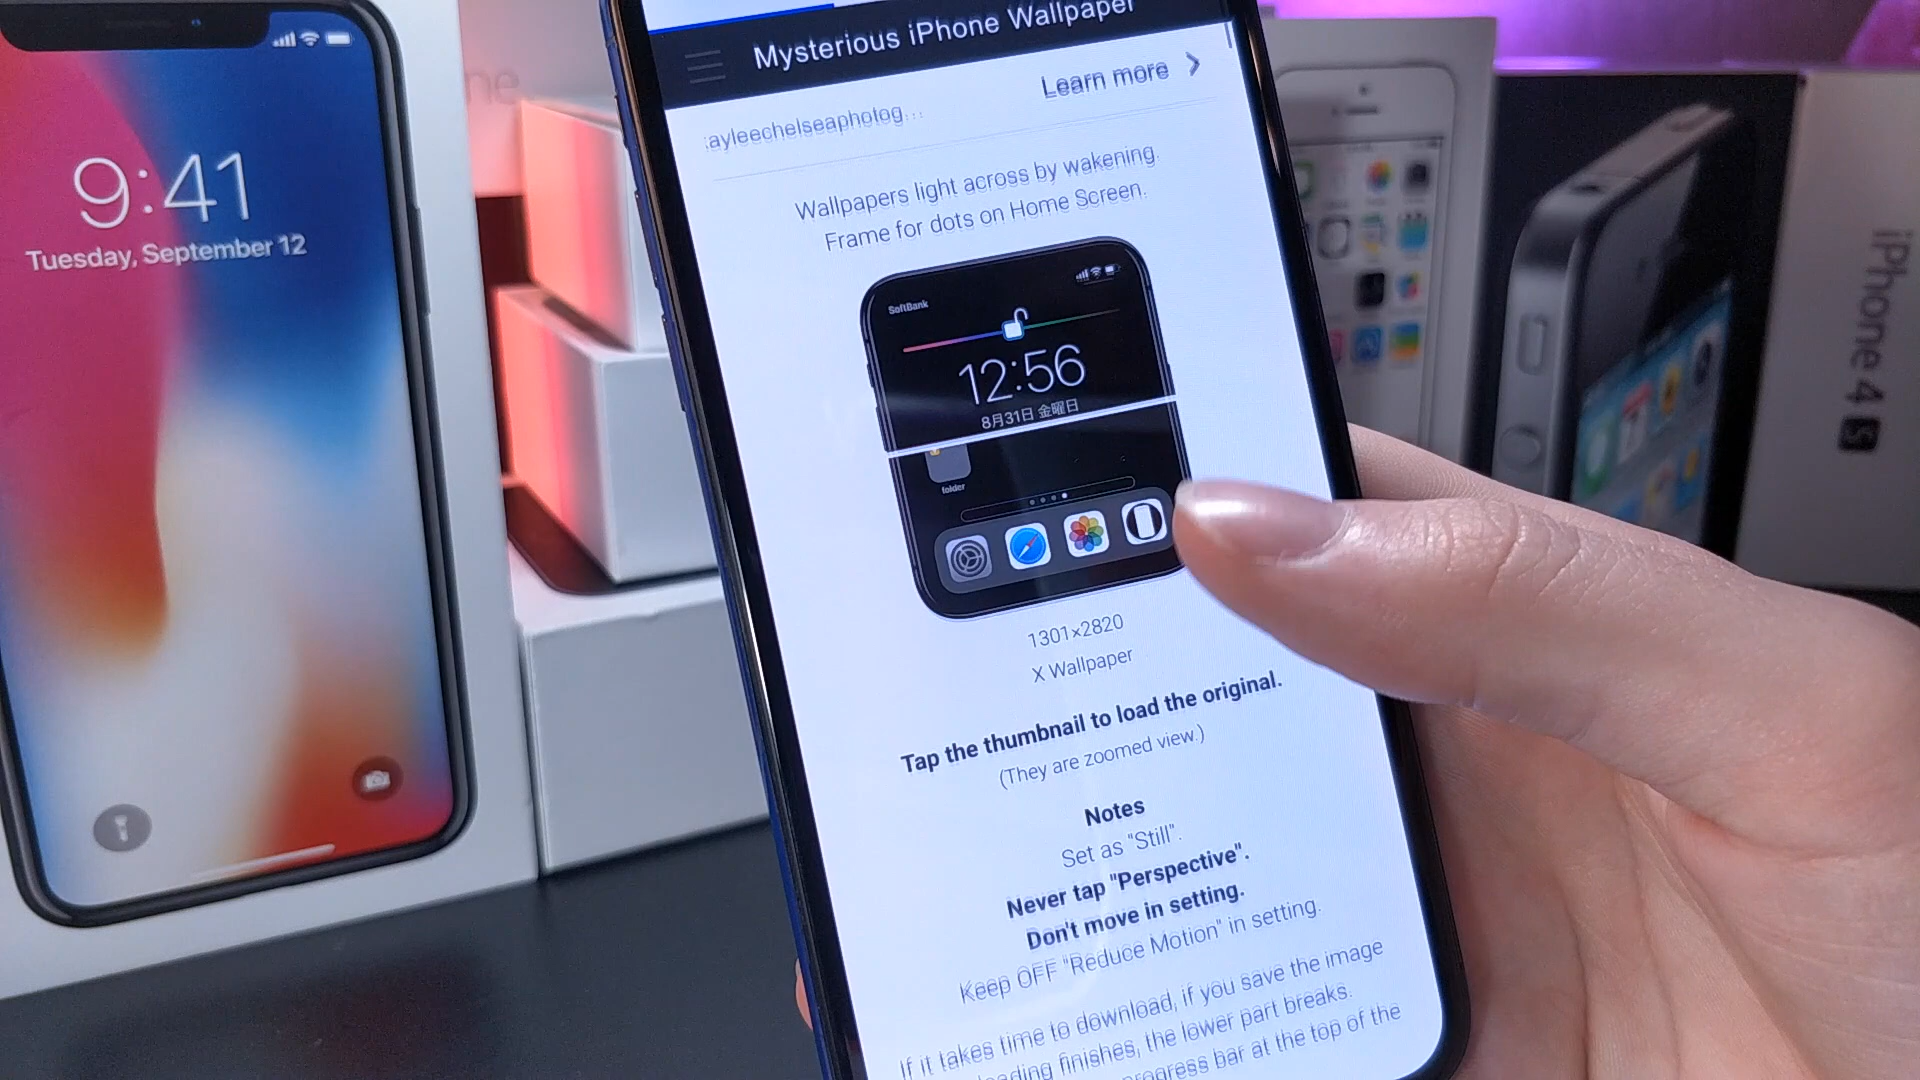 9:41
Tuesday, September 12
ne
Mysterious iPhone Wallpaper
Learn more
ayleechelseaphotog...
Wallpapers light across by wakening.
Frame for dots on Home Screen.
SoftBank
12:56
8月31日 金曜日
folder
1301×2820
X Wallpaper
Tap the thumbnail to load the original.
(They are zoomed view.)
Notes
Set as "Still".
Never tap "Perspective".
Don't move in setting.
Keep OFF "Reduce Motion" in setting.
If it takes time to download, if you save the image
finishes, the lower part breaks.
progress bar at the top of the
iPhone 4S